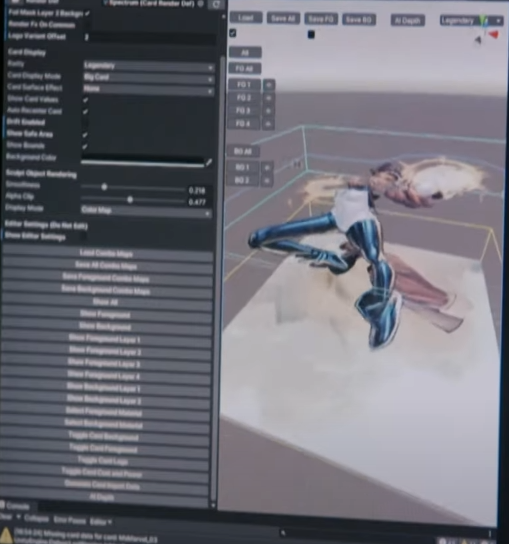 Spectrum (Card Render Def)
Foil Mask Layer 2 Backgr
Render Fx On Common
Logo Variant Offset 2
Card Display
Rarity Legendary
Card Display Mode Big Card
Card Surface Effect None
Show Card Values
Auto Recenter Card
Drift Enabled
Show Safe Area
Show Bounds
Background Color
Sculpt Object Rendering
Smoothness 0.216
Alpha Clip 0.477
Display Mode Color Map
Editor Settings (Do Not Edit)
Show Editor Settings
Load Combo Maps
Save All Combo Maps
Save Foreground Combo Maps
Save Background Combo Maps
Show All
Show Foreground
Show Background
Show Foreground Layer 1
Show Foreground Layer 2
Show Foreground Layer 3
Show Foreground Layer 4
Show Background Layer 1
Show Background Layer 2
Select Foreground Material
Select Background Material
Toggle Card Background
Toggle Card Foreground
Toggle Card Logo
Toggle Card Cost and Power
Generate Card Import Data
AI Depth
Console
Clear Collapse Error Pause Editor
Missing card data for card:
Load Save All Save FG Save BG AI Depth Legendary
All
FG All
FG 1
FG 2
FG 3
FG 4
BG All
BG 1
BG 2